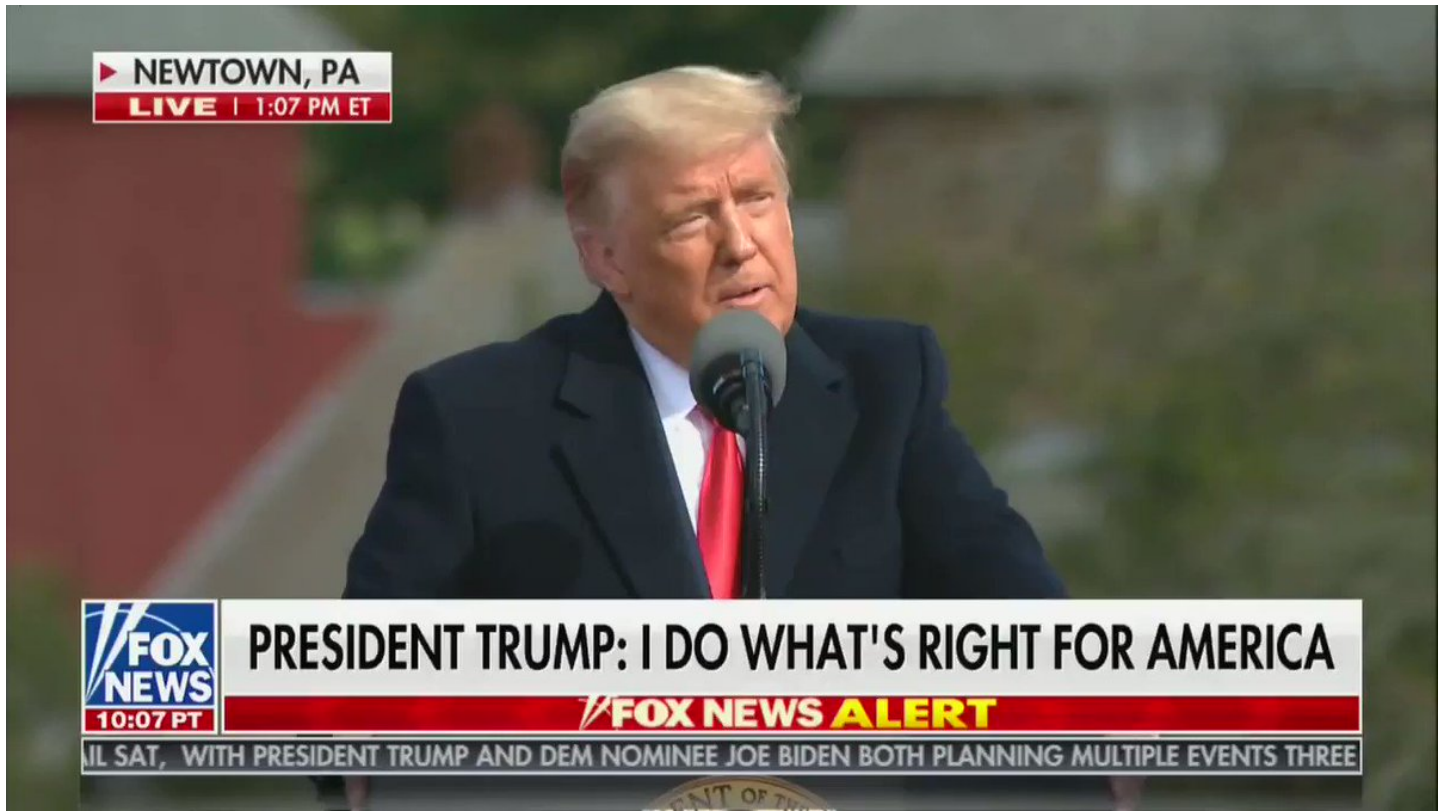 NEWTOWN, PA
LIVE | 1:07 PM ET
PRESIDENT TRUMP: I DO WHAT'S RIGHT FOR AMERICA
FOX
NEWS
10:07 PT
FOX NEWS ALERT
SAT, WITH PRESIDENT TRUMP AND DEM NOMINEE JOE BIDEN BOTH PLANNING MULTIPLE EVENTS THREE
OF